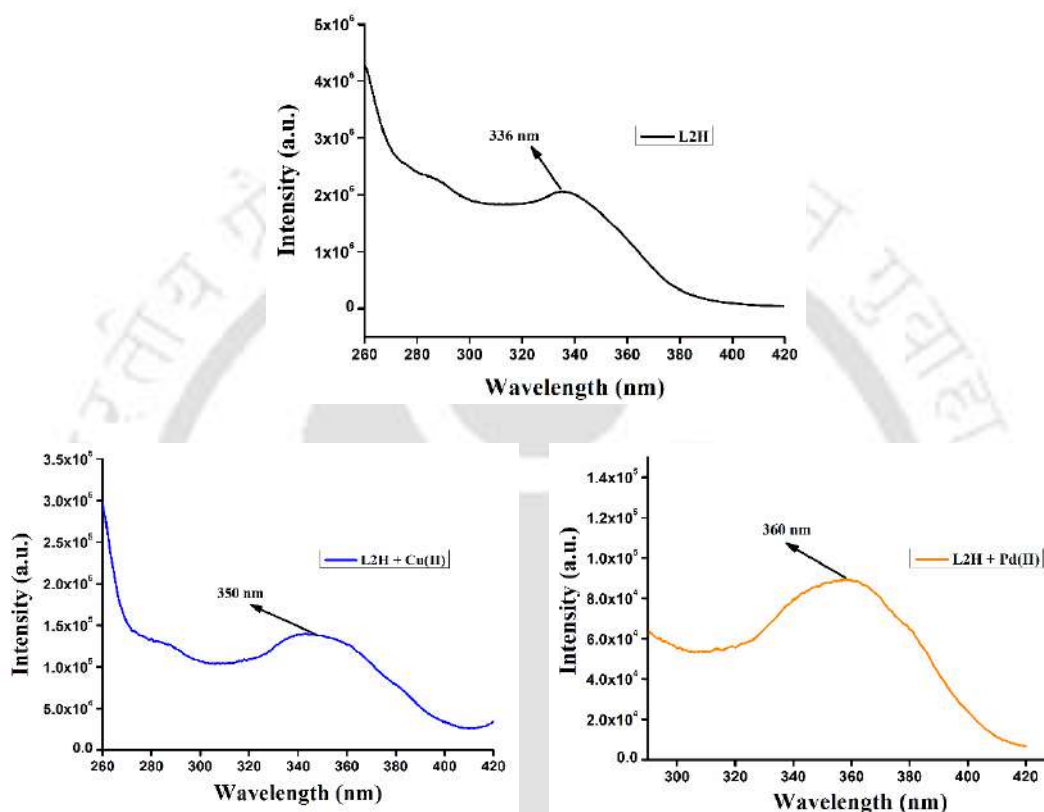 5x10⁶
4x10⁶
3x10⁶
2x10⁶
1x10⁶
0
Intensity (a.u.)
336 nm
L2H
260 280 300 320 340 360 380 400 420
Wavelength (nm)
रतीय
न गुवाहा
3.5x10⁵
3.0x10⁵
2.5x10⁵
2.0x10⁵
1.5x10⁵
1.0x10⁵
5.0x10⁴
0.0
Intensity (a.u.)
350 nm
L2H + Cu(II)
260 280 300 320 340 360 380 400 420
Wavelength (nm)
1.4x10⁵
1.2x10⁵
1.0x10⁵
8.0x10⁴
6.0x10⁴
4.0x10⁴
2.0x10⁴
0.0
Intensity (a.u.)
360 nm
L2H + Pd(II)
300 320 340 360 380 400 420
Wavelength (nm)